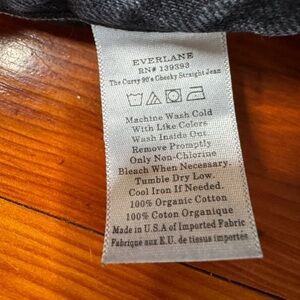 EVERLANE
RN# 139393
The Curvy 90's Cheeky Straight Jean
Machine Wash Cold
With Like Colors
Wash Inside Out
Remove Promptly
Only Non-Chlorine
Bleach When Necessary.
Tumble Dry Low.
Cool Iron If Needed.
100% Organic Cotton
100% Coton Organique
Made in U.S.A of Imported Fabric
Fabrique aux E.U. de tissus importés